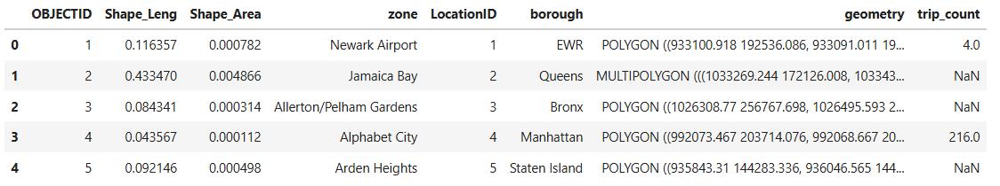 OBJECTID Shape_Leng Shape_Area zone LocationID borough geometry trip_count
0 1 0.116357 0.000782 Newark Airport 1 EWR POLYGON ((933100.918 192536.086, 933091.011 19... 4.0
1 2 0.433470 0.004866 Jamaica Bay 2 Queens MULTIPOLYGON (((1033269.244 172126.008, 103343... NaN
2 3 0.084341 0.000314 Allerton/Pelham Gardens 3 Bronx POLYGON ((1026308.77 256767.698, 1026495.593 2... NaN
3 4 0.043567 0.000112 Alphabet City 4 Manhattan POLYGON ((992073.467 203714.076, 992068.667 20... 216.0
4 5 0.092146 0.000498 Arden Heights 5 Staten Island POLYGON ((935843.31 144283.336, 936046.565 144... NaN